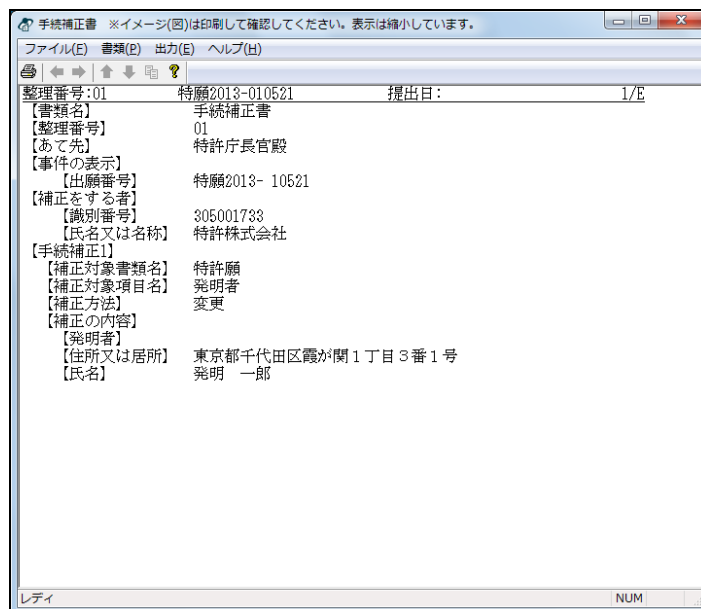 手続補正書　※イメージ(図)は印刷して確認してください。表示は縮小しています。
ファイル(F)　書類(P)　出力(E)　ヘルプ(H)
整理番号:01　特願2013-010521　提出日:　1/E
【書類名】　手続補正書
【整理番号】　01
【あて先】　特許庁長官殿
【事件の表示】
【出願番号】　特願2013- 10521
【補正をする者】
【識別番号】　305001733
【氏名又は名称】　特許株式会社
【手続補正1】
【補正対象書類名】　特許願
【補正対象項目名】　発明者
【補正方法】　変更
【補正の内容】
【発明者】
【住所又は居所】　東京都千代田区霞が関１丁目３番１号
【氏名】　発明　一郎
レディ　NUM